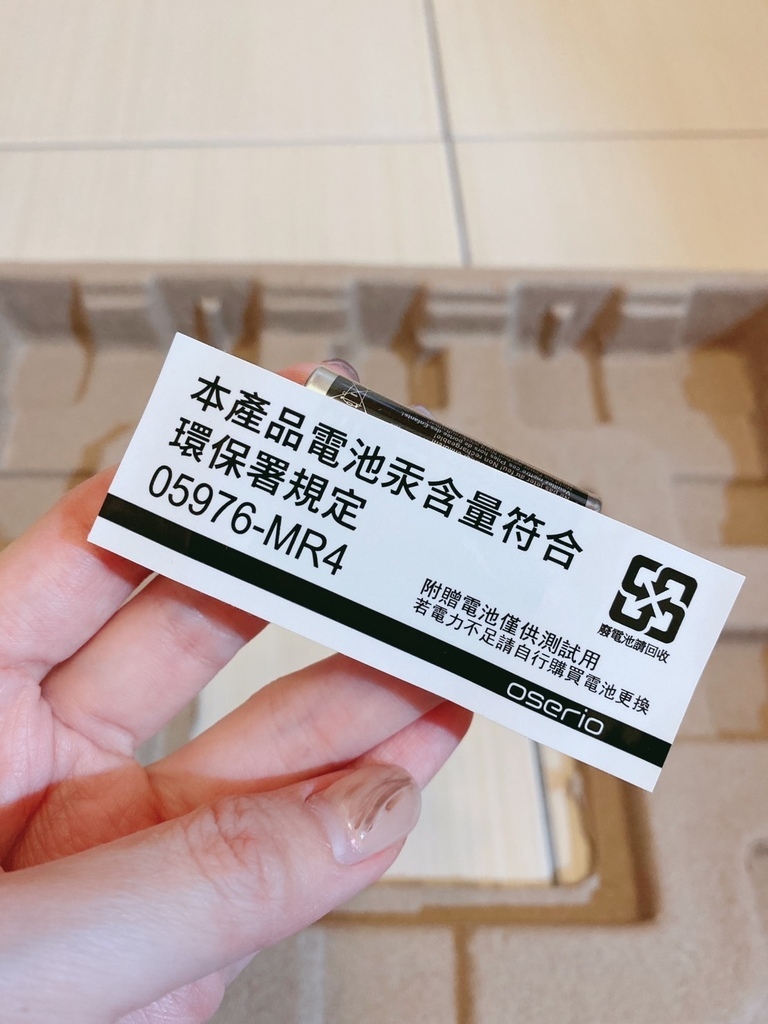 本產品電池汞含量符合
環保署規定
05976-MR4
廢電池請回收
附贈電池僅供測試用
若電力不足請自行購買電池更換
oserio